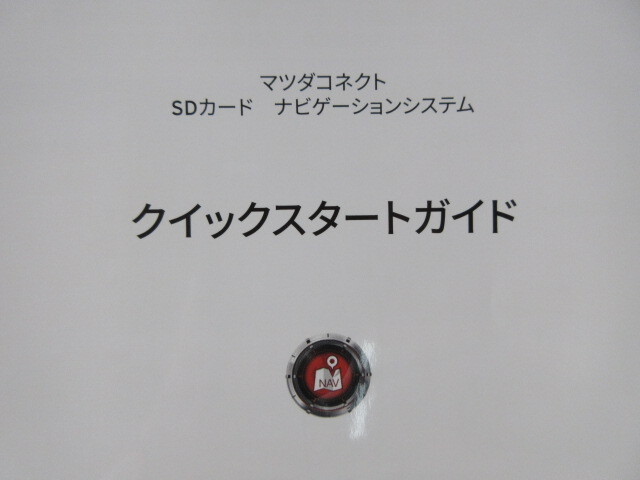 マツダコネクト
SDカード　ナビゲーションシステム
クイックスタートガイド
NAV